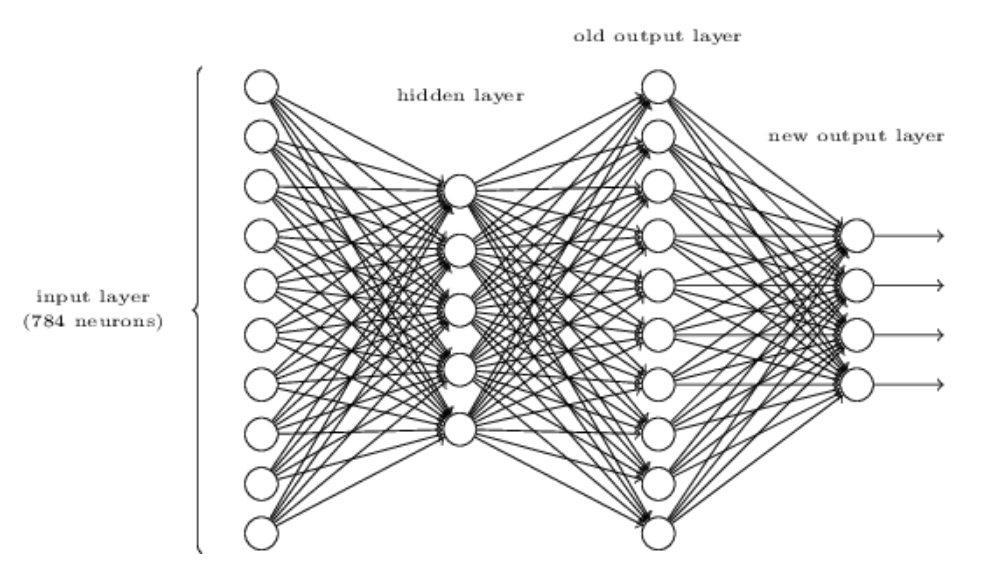 old output layer
hidden layer
new output layer
input layer
(784 neurons)